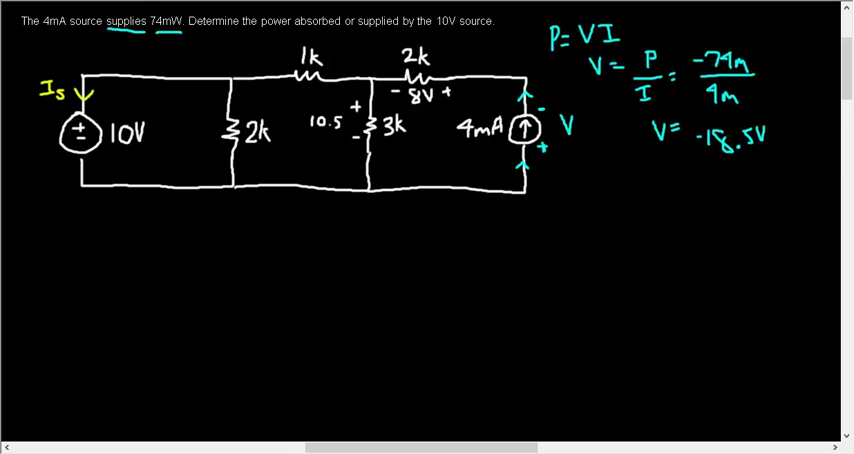 The 4mA source supplies 74mW. Determine the power absorbed or supplied by the 10V source.
P= VI
V= P/I = -74m/4m
V= -18.5V
1k
2k
- 8V +
Is
+
-
10V
2k
+
10.5
-
3k
4mA
-
V
+